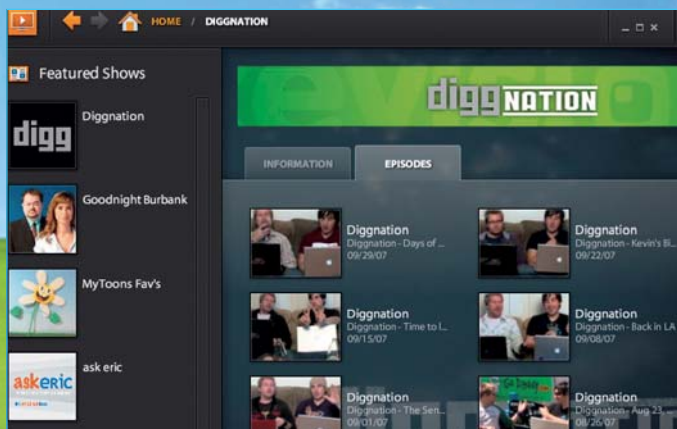 HOME / DIGGNATION
Featured Shows
digg
Diggnation
Goodnight Burbank
MyToons Fav's
askeric
ask eric
diggNATION
INFORMATION
EPISODES
Diggnation
Diggnation - Days of ...
09/29/07
Diggnation
Diggnation - Kevin's Bi...
09/22/07
Diggnation
Diggnation - Time to l...
09/15/07
Diggnation
Diggnation - Back in LA
09/08/07
Diggnation
Diggnation - The Sen...
09/01/07
Diggnation
Diggnation - Aug 23, ...
08/26/07